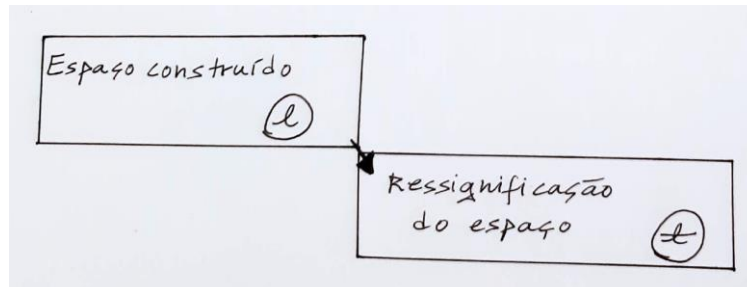 Espaço construído
l
Ressignificação
do espaço
t